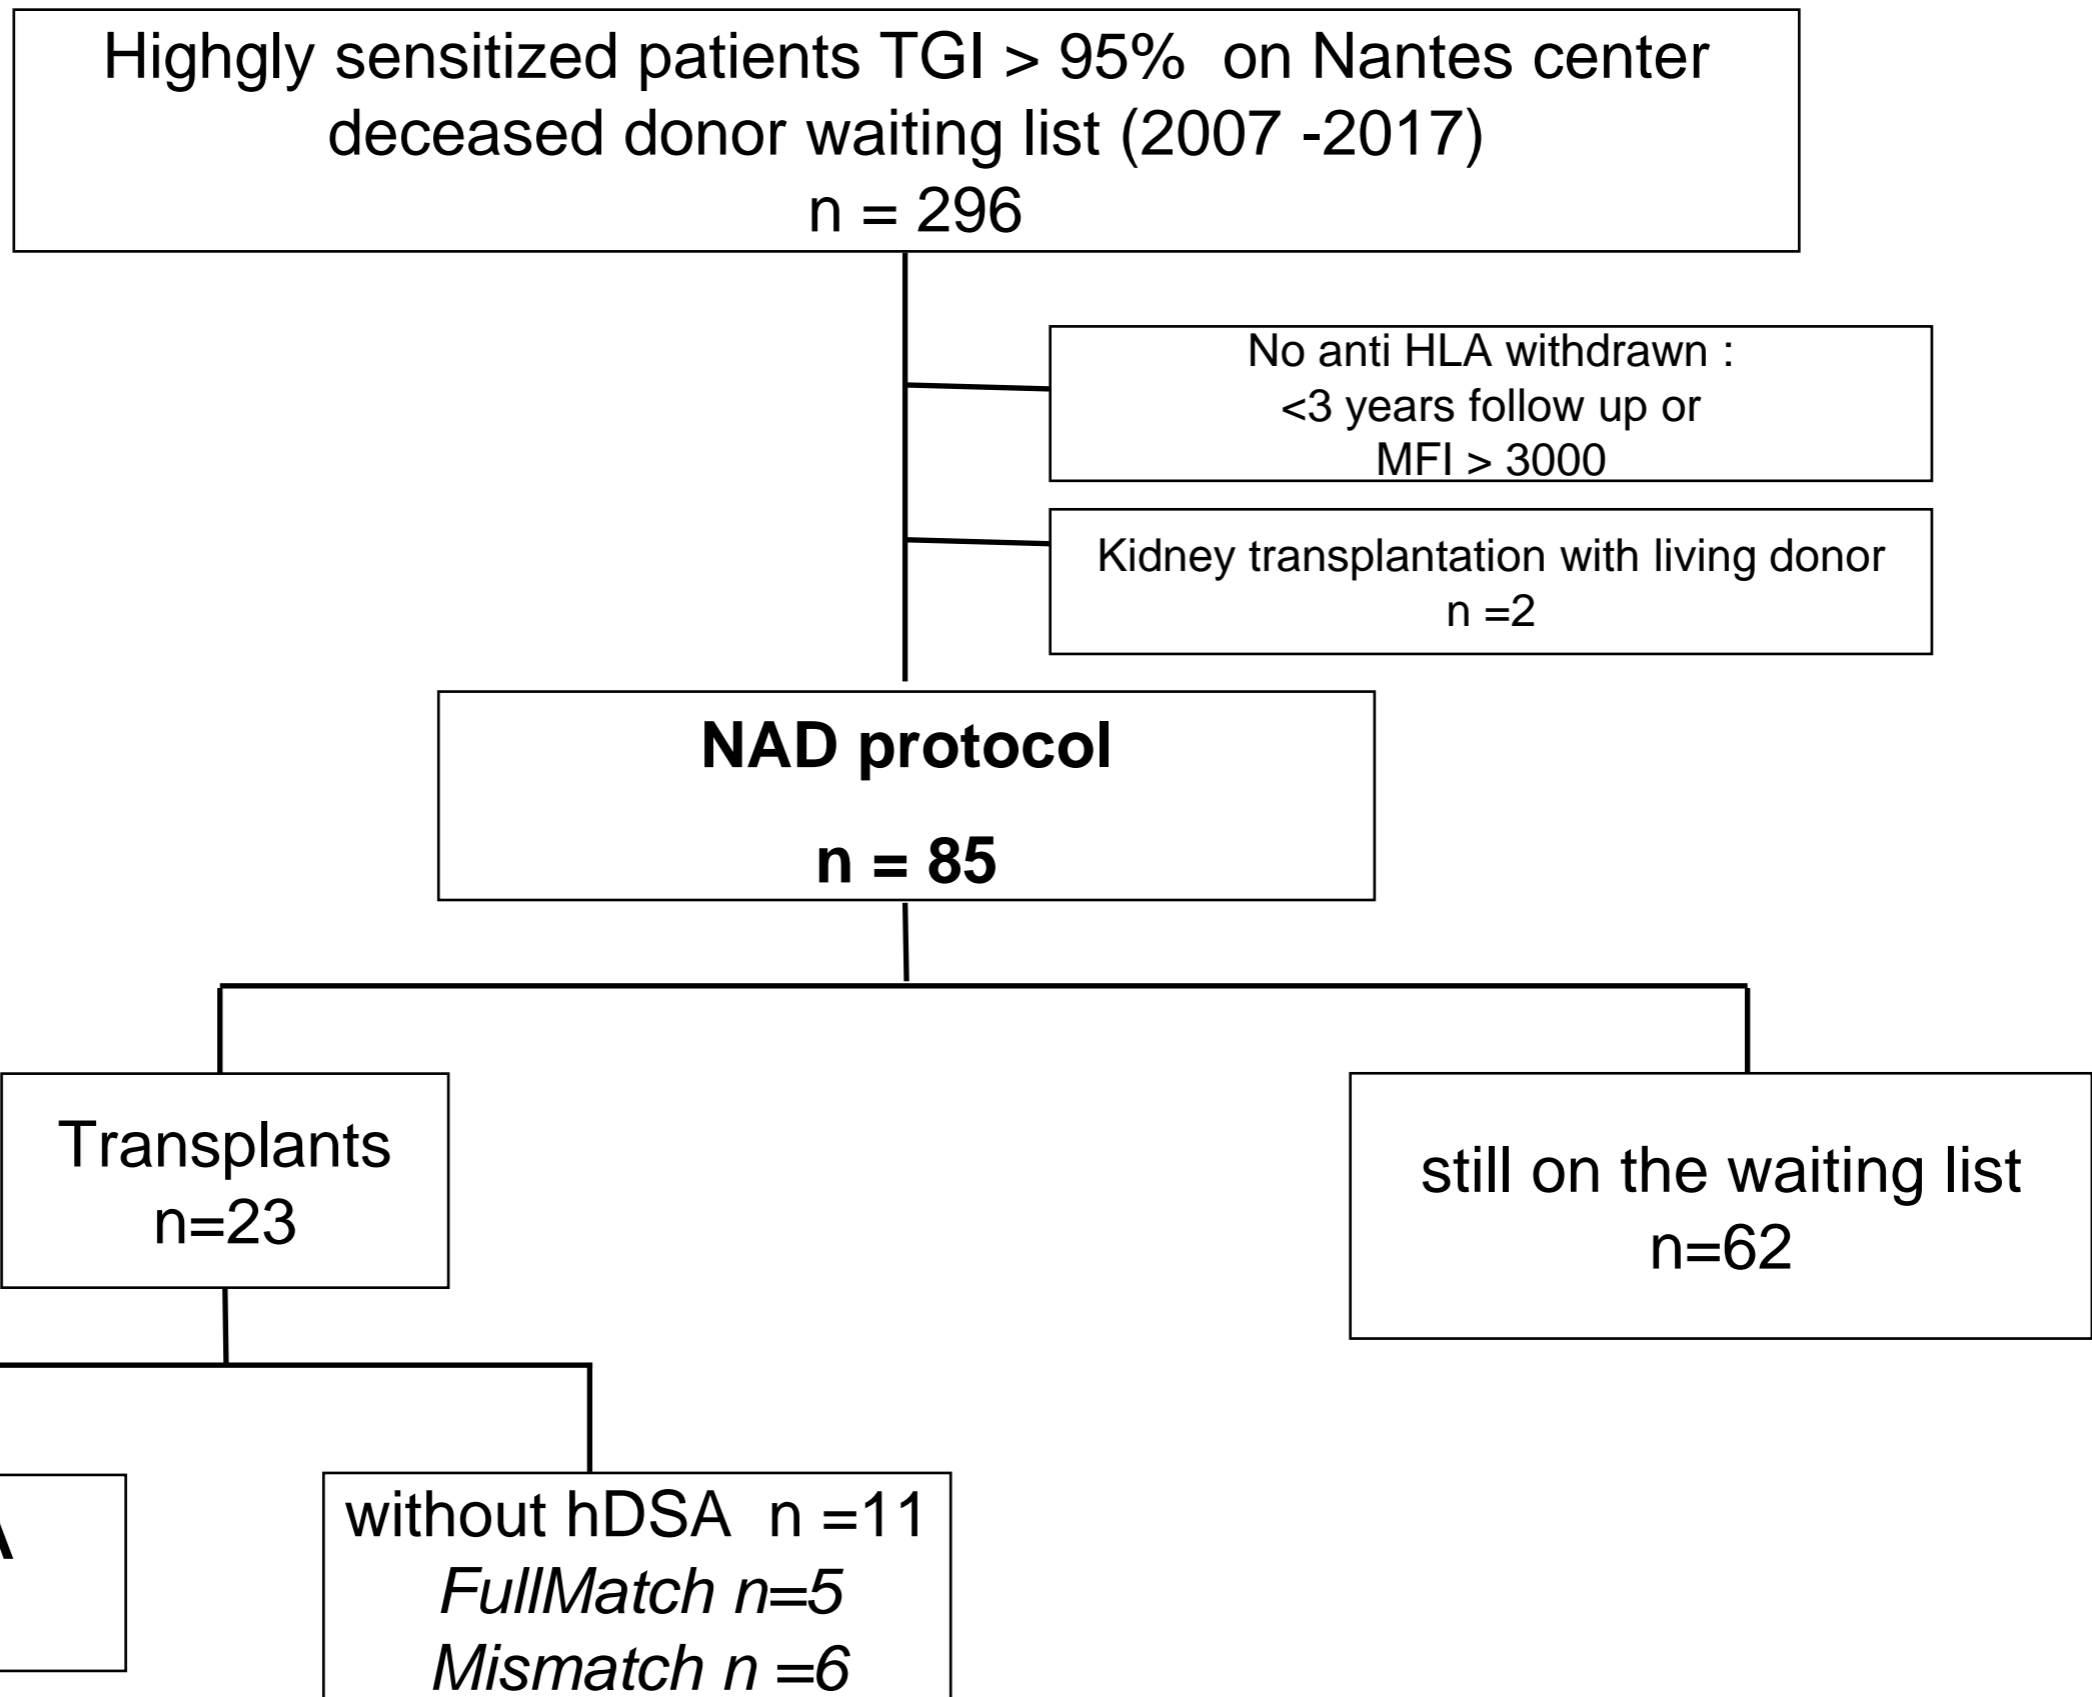 Highgly sensitized patients TGI > 95% on Nantes center
deceased donor waiting list (2007 -2017)
n = 296
No anti HLA withdrawn :
<3 years follow up or
MFI > 3000
Kidney transplantation with living donor
n =2
NAD protocol
n = 85
Transplants
n=23
still on the waiting list
n=62
without hDSA n =11
FullMatch n=5
Mismatch n =6